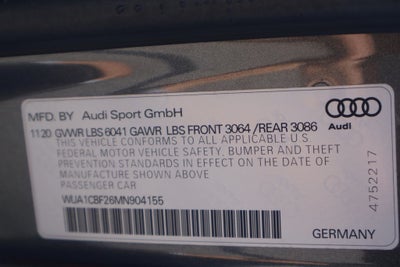 MFD. BY Audi Sport GmbH
11 20 GVWR LBS 6041 GAWR LBS FRONT 3064 /REAR 3086
THIS VEHICLE CONFORMS TO ALL APPLICABLE U.S.
FEDERAL MOTOR VEHICLE SAFETY, BUMPER AND THEFT
PREVENTION STANDARDS IN EFFECT ON THE DATE OF
MANUFACTURE SHOWN ABOVE.
PASSENGER CAR
WUA1CBF26MN904155
Audi
4752217
GERMANY